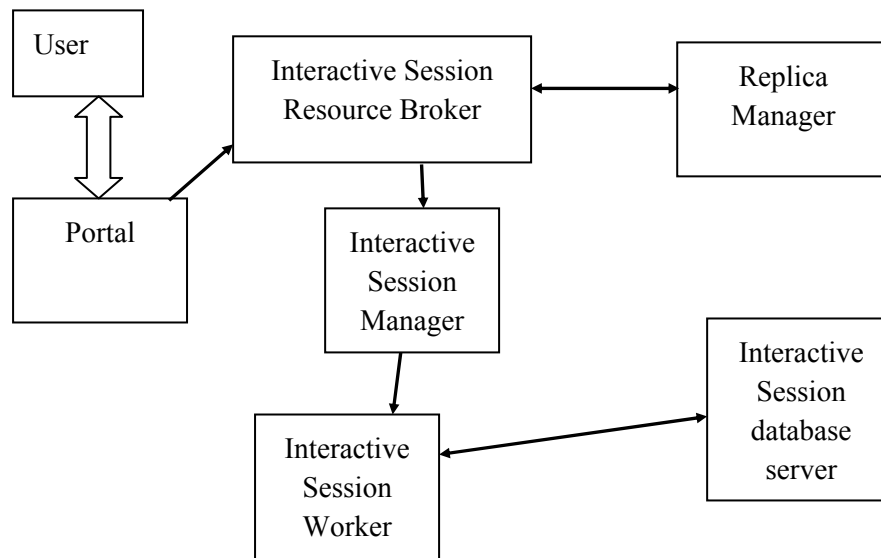 User
Interactive Session
Resource Broker
Replica
Manager
Portal
Interactive
Session
Manager
Interactive
Session
database
server
Interactive
Session
Worker